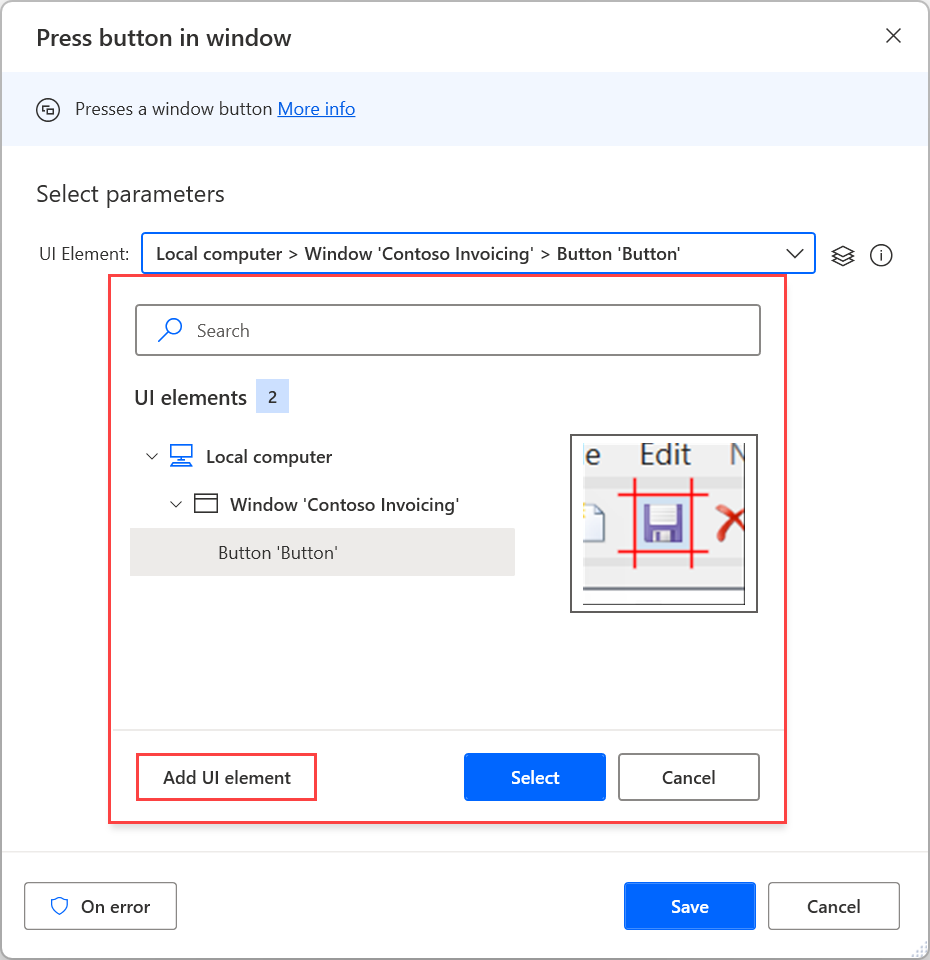 Press button in window
Presses a window button More info
Select parameters
UI Element: Local computer > Window 'Contoso Invoicing' > Button 'Button'
Search
UI elements 2
Local computer
Window 'Contoso Invoicing'
Button 'Button'
e Edit N
Add UI element Select Cancel
On error Save Cancel